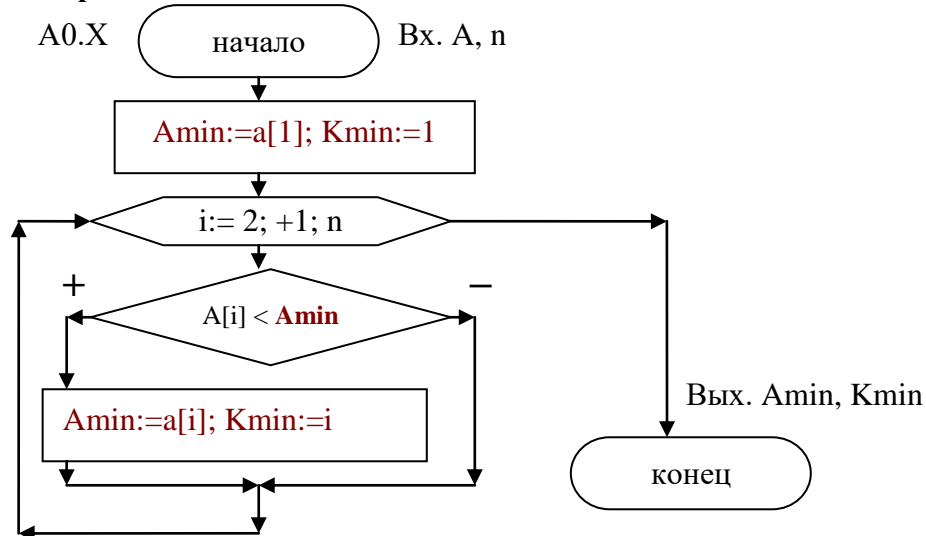 A0.X
начало
Вх. A, n
Amin:=a[1]; Kmin:=1
i:= 2; +1; n
+
–
A[i] < Amin
Amin:=a[i]; Kmin:=i
Вых. Amin, Kmin
конец